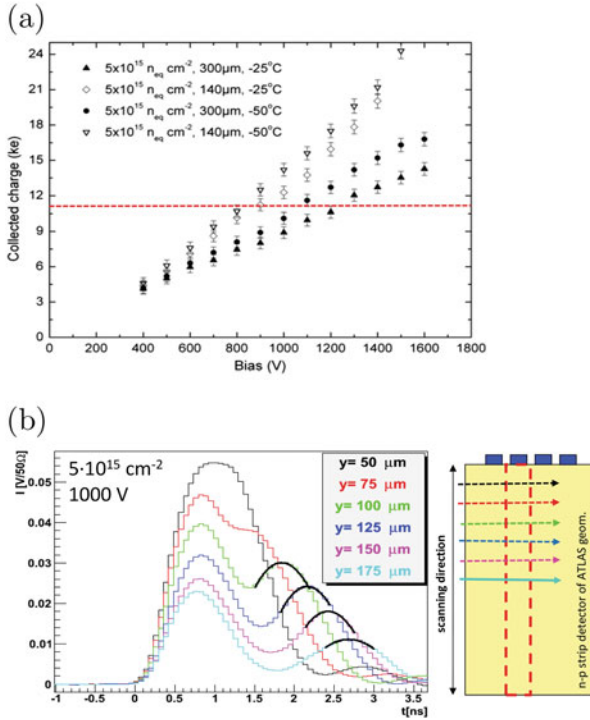 (a)
24
21
18
15
12
9
6
3
0
Collected charge (ke)
▲ 5x10¹⁵ n_eq cm⁻², 300µm, -25°C
◇ 5x10¹⁵ n_eq cm⁻², 140µm, -25°C
● 5x10¹⁵ n_eq cm⁻², 300µm, -50°C
▽ 5x10¹⁵ n_eq cm⁻², 140µm, -50°C
0 200 400 600 800 1000 1200 1400 1600 1800
Bias (V)
(b)
I [V/50Ω]
0.05
0.04
0.03
0.02
0.01
0
5·10¹⁵ cm⁻²
1000 V
y= 50 µm
y= 75 µm
y= 100 µm
y= 125 µm
y= 150 µm
y= 175 µm
-1 -0.5 0 0.5 1 1.5 2 2.5 3 3.5
t[ns]
scanning direction
n-p strip detector of ATLAS geom.